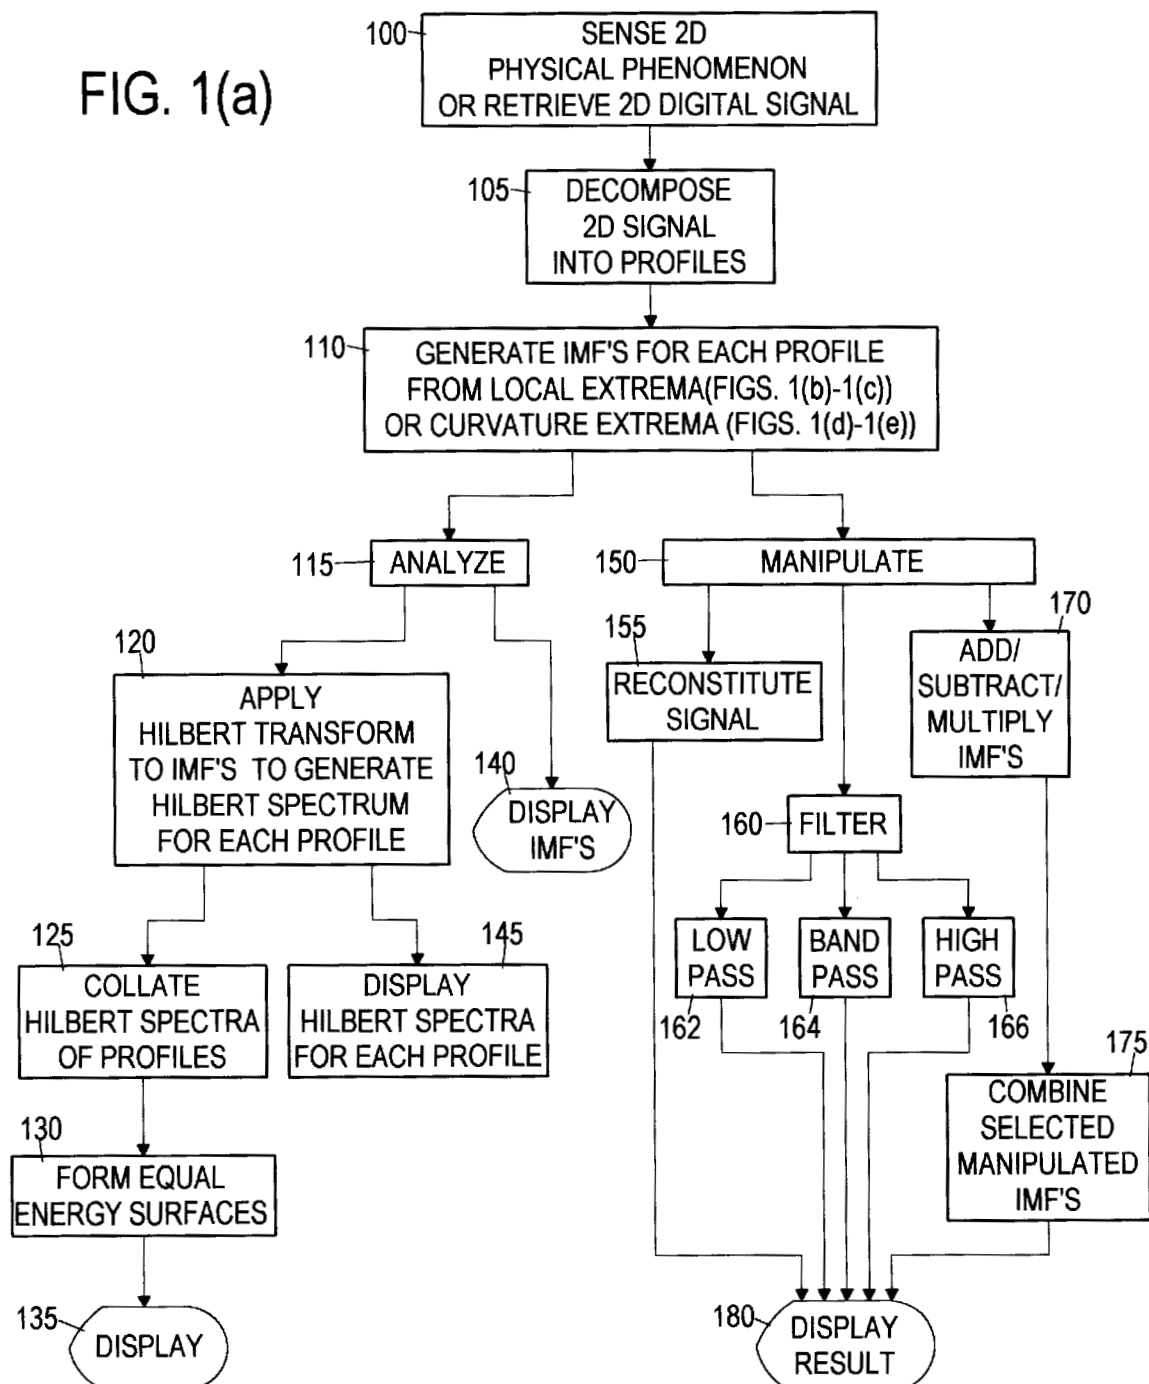 FIG. 1(a)
100
SENSE 2D
PHYSICAL PHENOMENON
OR RETRIEVE 2D DIGITAL SIGNAL
105
DECOMPOSE
2D SIGNAL
INTO PROFILES
110
GENERATE IMF'S FOR EACH PROFILE
FROM LOCAL EXTREMA(FIGS. 1(b)-1(c))
OR CURVATURE EXTREMA (FIGS. 1(d)-1(e))
115
ANALYZE
150
MANIPULATE
120
APPLY
HILBERT TRANSFORM
TO IMF'S TO GENERATE
HILBERT SPECTRUM
FOR EACH PROFILE
140
DISPLAY
IMF'S
155
RECONSTITUTE
SIGNAL
170
ADD/
SUBTRACT/
MULTIPLY
IMF'S
160
FILTER
LOW
PASS
162
BAND
PASS
164
HIGH
PASS
166
125
COLLATE
HILBERT SPECTRA
OF PROFILES
145
DISPLAY
HILBERT SPECTRA
FOR EACH PROFILE
175
COMBINE
SELECTED
MANIPULATED
IMF'S
130
FORM EQUAL
ENERGY SURFACES
135
DISPLAY
180
DISPLAY
RESULT